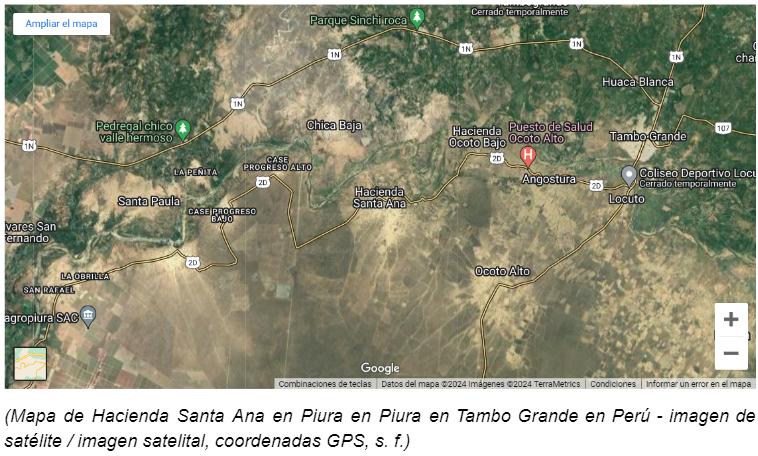 Ampliar el mapa
Parque Sinchi roca
Cerrado temporalmente
1N
1N
1N
1N
Huaca Blanca
1N
Pedregal chico
valle hermoso
Chica Baja
Hacienda
Ocoto Bajo
Puesto de Salud
Ocoto Alto
Tambo Grande
107
1N
CASE
PROGRESO ALTO
LA PEÑITA
2D
2D
Angostura
2D
Coliseo Deportivo Locu
Cerrado temporalmente
Locuto
Santa Paula
Hacienda
Santa Ana
CASE PROGRESO
BAJO
vares San
Fernando
2D
LA OBRILLA
SAN RAFAEL
Ocoto Alto
agropiura SAC
Google
Combinaciones de teclas
Datos del mapa ©2024 Imágenes ©2024 TerraMetrics
Condiciones
Informar un error en el mapa
(Mapa de Hacienda Santa Ana en Piura en Piura en Tambo Grande en Perú - imagen de
satélite / imagen satelital, coordenadas GPS, s. f.)